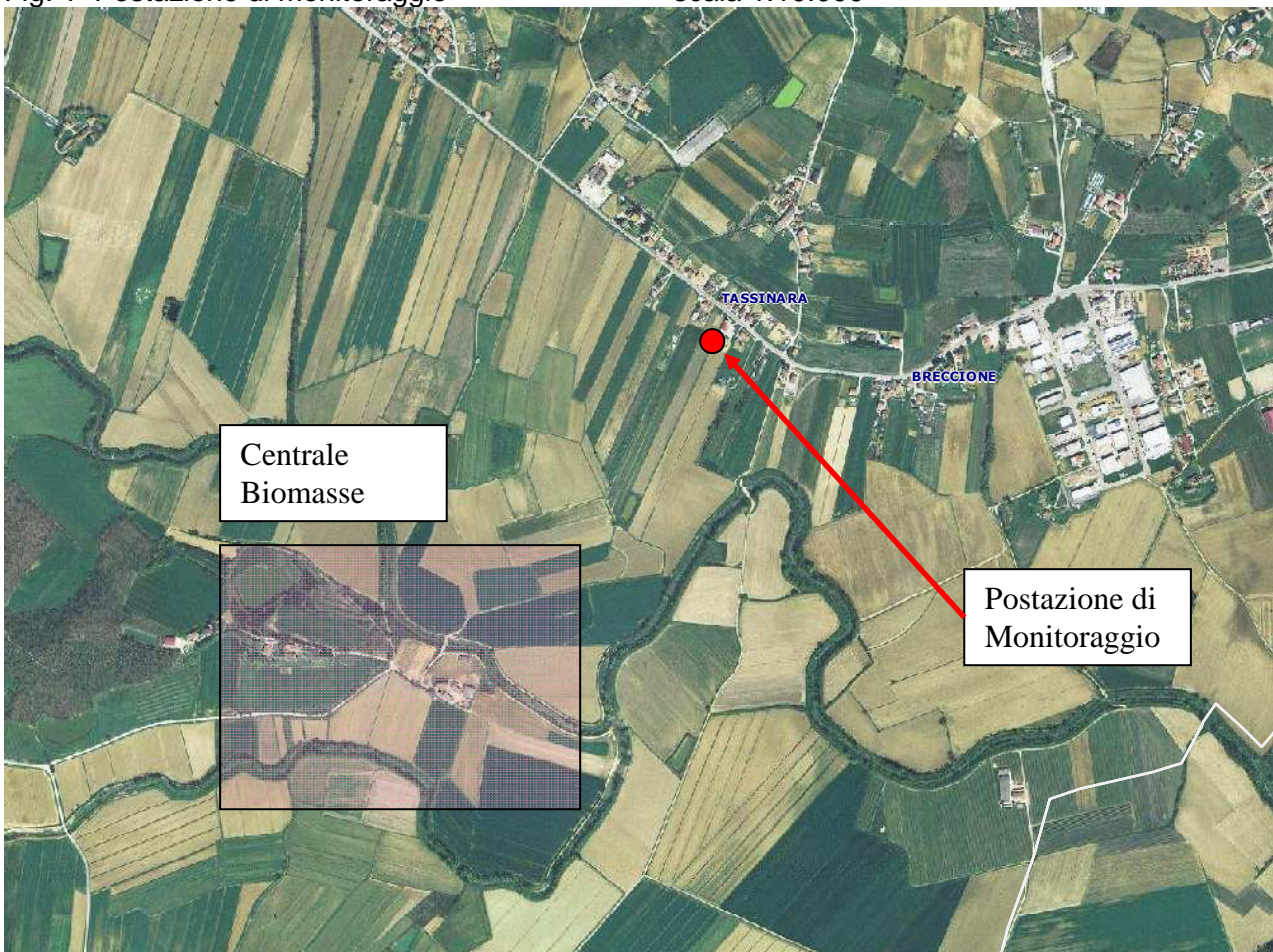 TASSINARA
BRECCIONE
Centrale
Biomasse
Postazione di
Monitoraggio